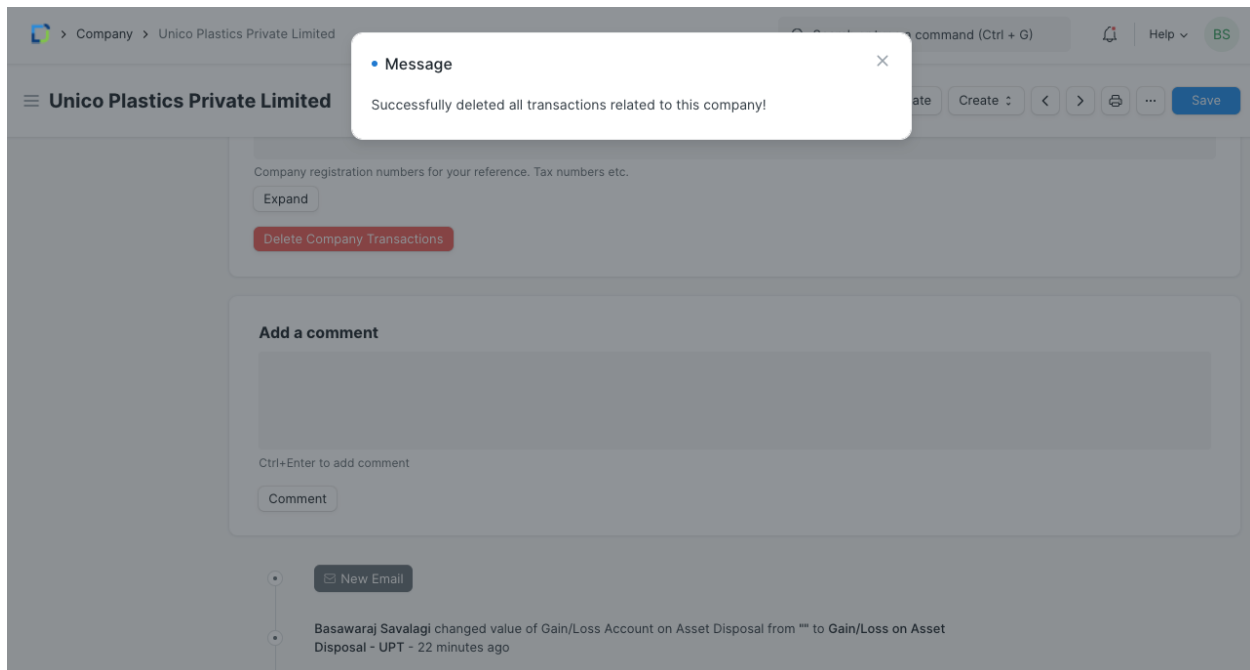 Company > Unico Plastics Private Limited
command (Ctrl + G)
Help
BS
Message
Successfully deleted all transactions related to this company!
Unico Plastics Private Limited
Create
Save
Company registration numbers for your reference. Tax numbers etc.
Expand
Delete Company Transactions
Add a comment
Ctrl+Enter to add comment
Comment
New Email
Basawaraj Savalagi changed value of Gain/Loss Account on Asset Disposal from "" to Gain/Loss on Asset
Disposal - UPT - 22 minutes ago